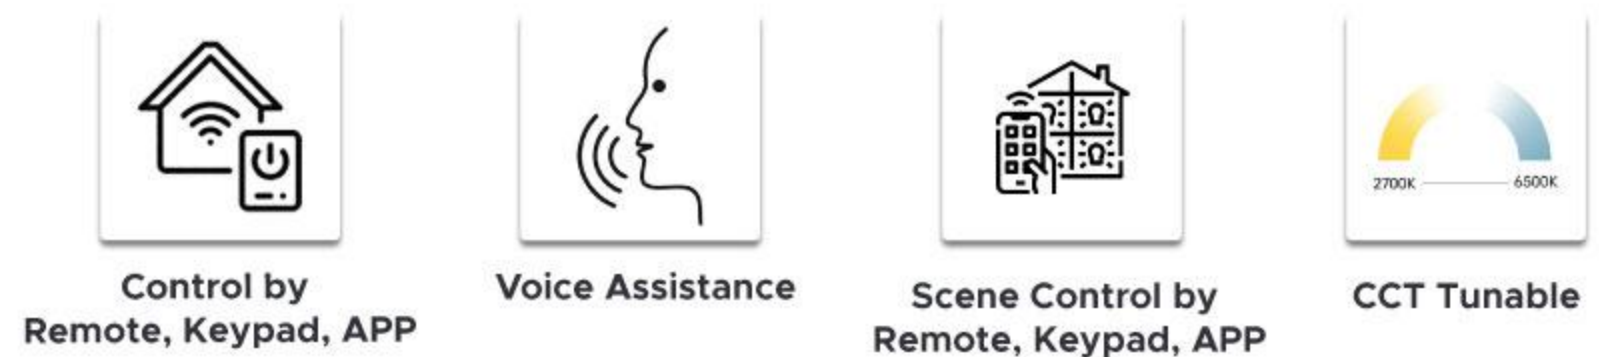 2700K
6500K
Control by
Remote, Keypad, APP
Voice Assistance
Scene Control by
Remote, Keypad, APP
CCT Tunable